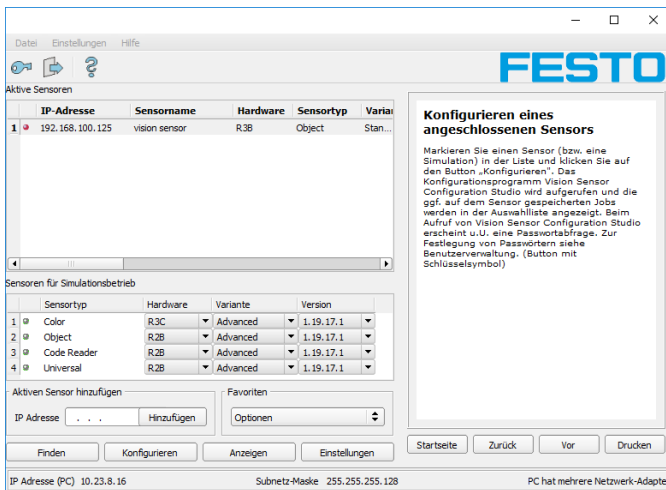 Datei Einstellungen Hilfe
FESTO
Aktive Sensoren
IP-Adresse Sensorname Hardware Sensortyp Varia
1 192.168.100.125 vision sensor R3B Object Stan...
Sensoren für Simulationsbetrieb
Sensortyp Hardware Variante Version
1 Color R3C Advanced 1.19.17.1
2 Object R2B Advanced 1.19.17.1
3 Code Reader R2B Advanced 1.19.17.1
4 Universal R2B Advanced 1.19.17.1
Aktiven Sensor hinzufügen
IP Adresse . . . Hinzufügen
Favoriten
Optionen
Finden Konfigurieren Anzeigen Einstellungen
Konfigurieren eines
angeschlossenen Sensors
Markieren Sie einen Sensor (bzw. eine
Simulation) in der Liste und klicken Sie auf
den Button „Konfigurieren". Das
Konfigurationsprogramm Vision Sensor
Configuration Studio wird aufgerufen und die
ggf. auf dem Sensor gespeicherten Jobs
werden in der Auswahlliste angezeigt. Beim
Aufruf von Vision Sensor Configuration Studio
erscheint u.U. eine Passwortabfrage. Zur
Festlegung von Passwörtern siehe
Benutzerverwaltung. (Button mit
Schlüsselsymbol)
Startseite Zurück Vor Drucken
IP Adresse (PC) 10.23.8.16 Subnetz-Maske 255.255.255.128 PC hat mehrere Netzwerk-Adapte